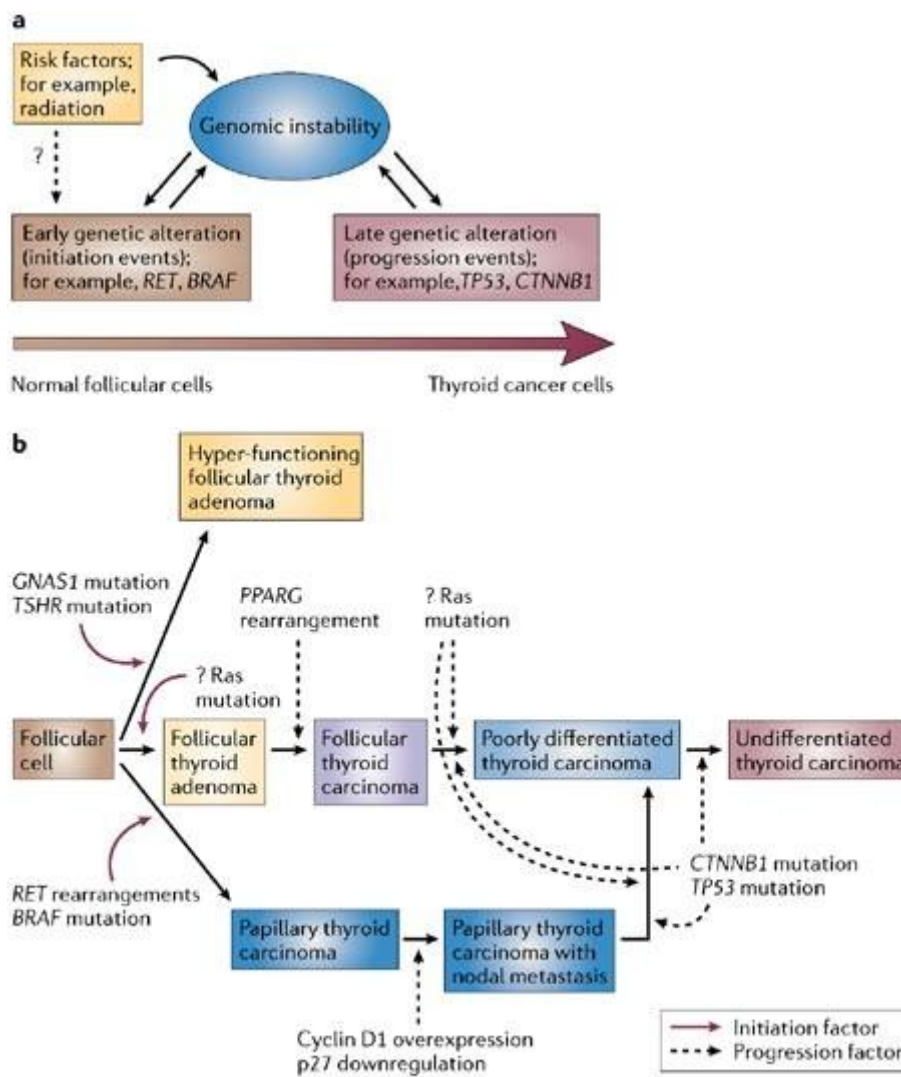 a
Risk factors;
for example,
radiation
Genomic instability
?
Early genetic alteration
(initiation events);
for example, RET, BRAF
Late genetic alteration
(progression events);
for example,TP53, CTNNB1
Normal follicular cells
Thyroid cancer cells
b
Hyper-functioning
follicular thyroid
adenoma
GNAS1 mutation
TSHR mutation
PPARG
rearrangement
? Ras
mutation
? Ras
mutation
Follicular
cell
Follicular
thyroid
adenoma
Follicular
thyroid
carcinoma
Poorly differentiated
thyroid carcinoma
Undifferentiated
thyroid carcinoma
RET rearrangements
BRAF mutation
CTNNB1 mutation
TP53 mutation
Papillary thyroid
carcinoma
Papillary thyroid
carcinoma with
nodal metastasis
Cyclin D1 overexpression
p27 downregulation
Initiation factor
Progression factor